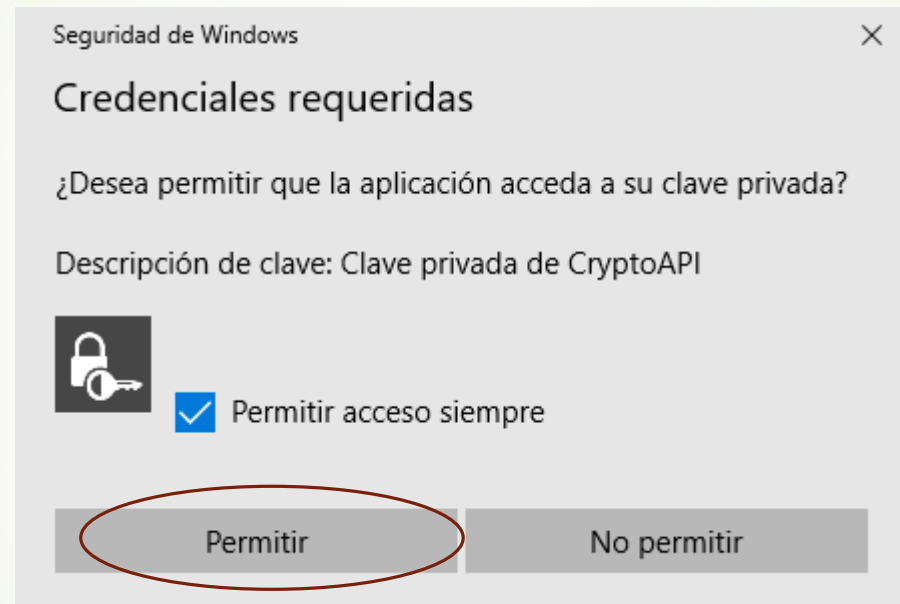 Seguridad de Windows
Credenciales requeridas
¿Desea permitir que la aplicación acceda a su clave privada?
Descripción de clave: Clave privada de CryptoAPI
Permitir acceso siempre
Permitir
No permitir